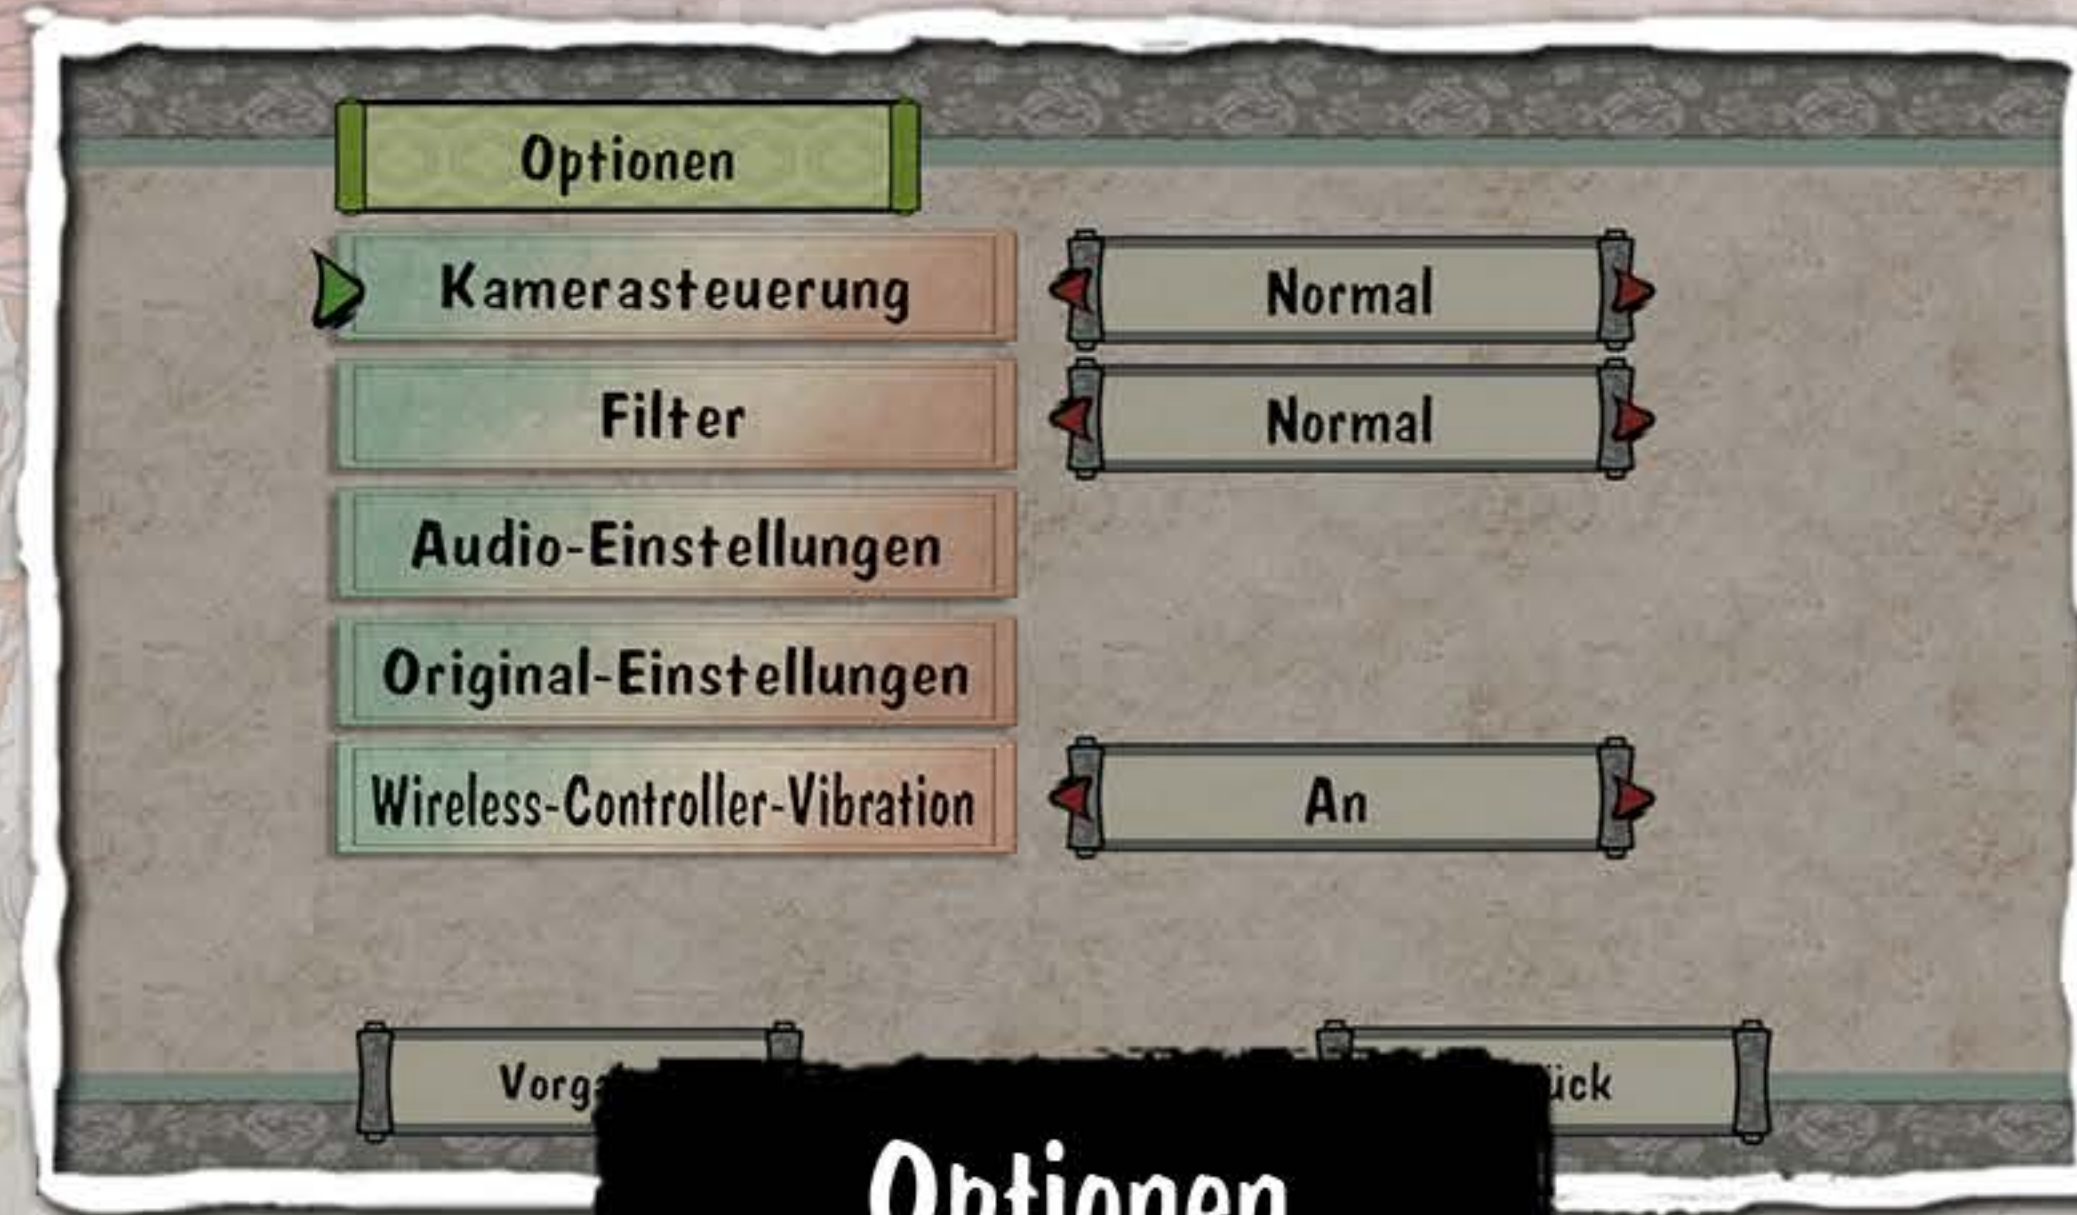 Optionen
Kamerasteuerung Normal
Filter Normal
Audio-Einstellungen
Original-Einstellungen
Wireless-Controller-Vibration An
Optionen